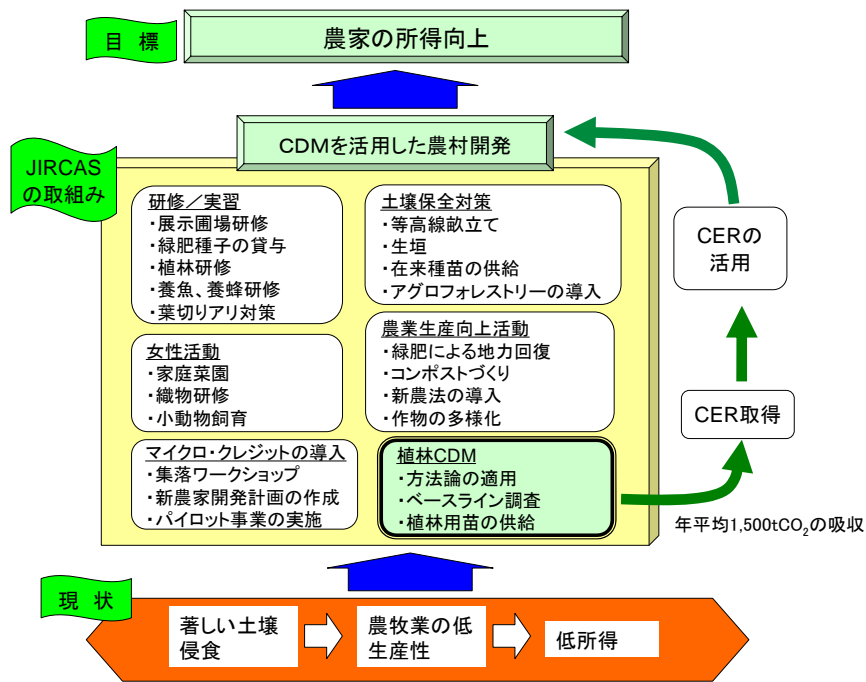 目 標
農家の所得向上
CDMを活用した農村開発
JIRCAS
の取組み
研修／実習
・展示圃場研修
・緑肥種子の貸与
・植林研修
・養魚、養蜂研修
・葉切りアリ対策
土壌保全対策
・等高線畝立て
・生垣
・在来種苗の供給
・アグロフォレストリーの導入
女性活動
・家庭菜園
・織物研修
・小動物飼育
農業生産向上活動
・緑肥による地力回復
・コンポストづくり
・新農法の導入
・作物の多様化
マイクロ・クレジットの導入
・集落ワークショップ
・新農家開発計画の作成
・パイロット事業の実施
植林CDM
・方法論の適用
・ベースライン調査
・植林用苗の供給
CERの
活用
CER取得
年平均1,500tCO₂の吸収
現 状
著しい土壌
侵食
農牧業の低
生産性
低所得